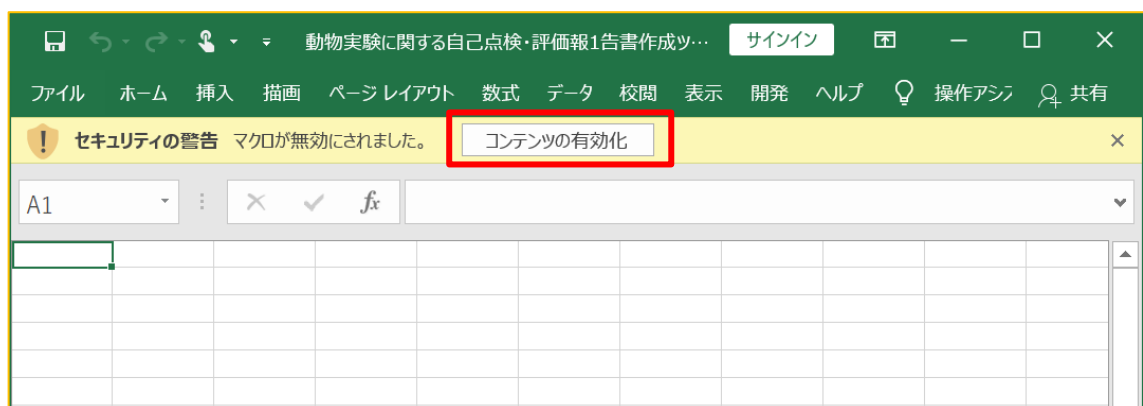 動物実験に関する自己点検・評価報1告書作成ツ… サインイン
ファイル ホーム 挿入 描画 ページ レイアウト 数式 データ 校閲 表示 開発 ヘルプ 操作アシス 共有
セキュリティの警告 マクロが無効にされました。 コンテンツの有効化
A1 fx